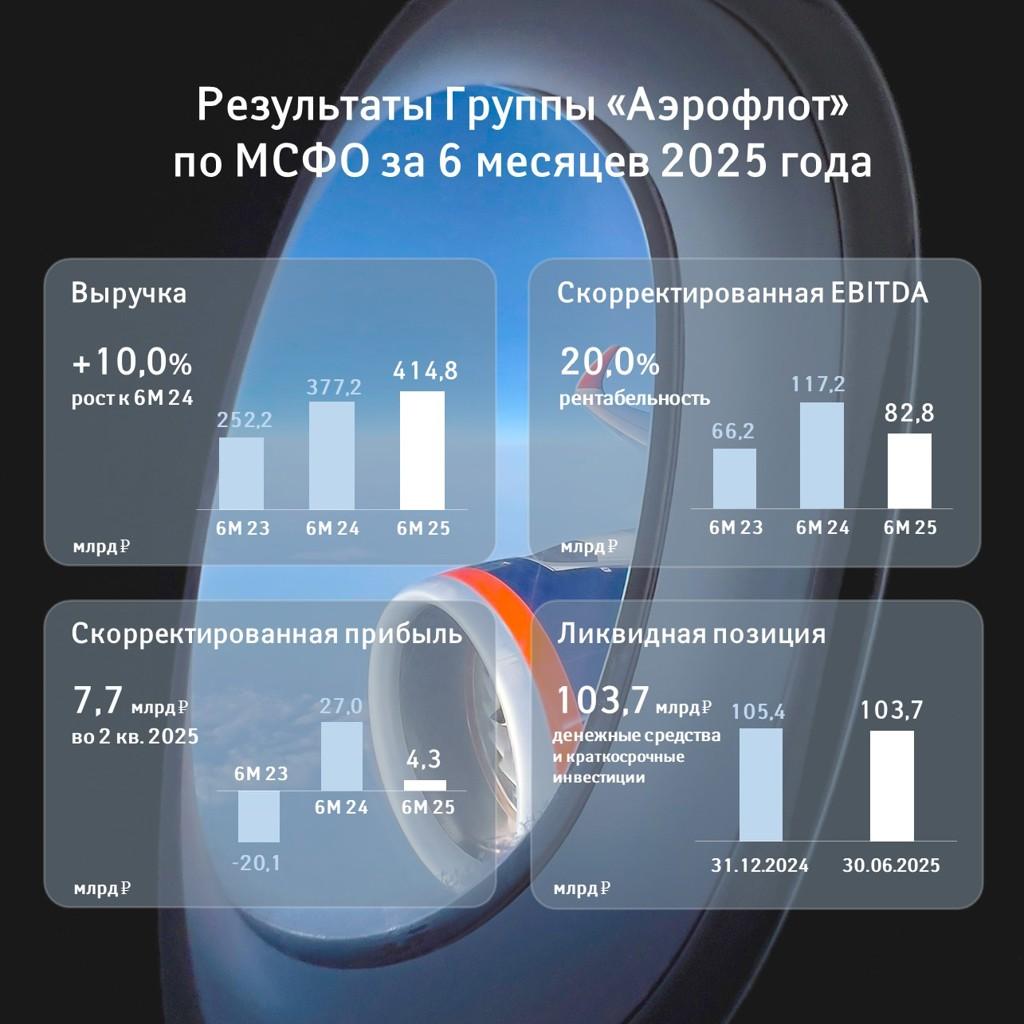 Результаты Группы «Аэрофлот»
по МСФО за 6 месяцев 2025 года
Выручка
+10,0%
рост к 6М 24
252,2
377,2
414,8
6М 23
6М 24
6М 25
млрд ₽
Скорректированная EBITDA
20,0%
рентабельность
66,2
117,2
82,8
6М 23
6М 24
6М 25
млрд ₽
Скорректированная прибыль
7,7 млрд ₽
во 2 кв. 2025
27,0
4,3
6М 23
6М 24
6М 25
-20,1
млрд ₽
Ликвидная позиция
103,7 млрд ₽
денежные средства
и краткосрочные
инвестиции
105,4
103,7
31.12.2024
30.06.2025
млрд ₽